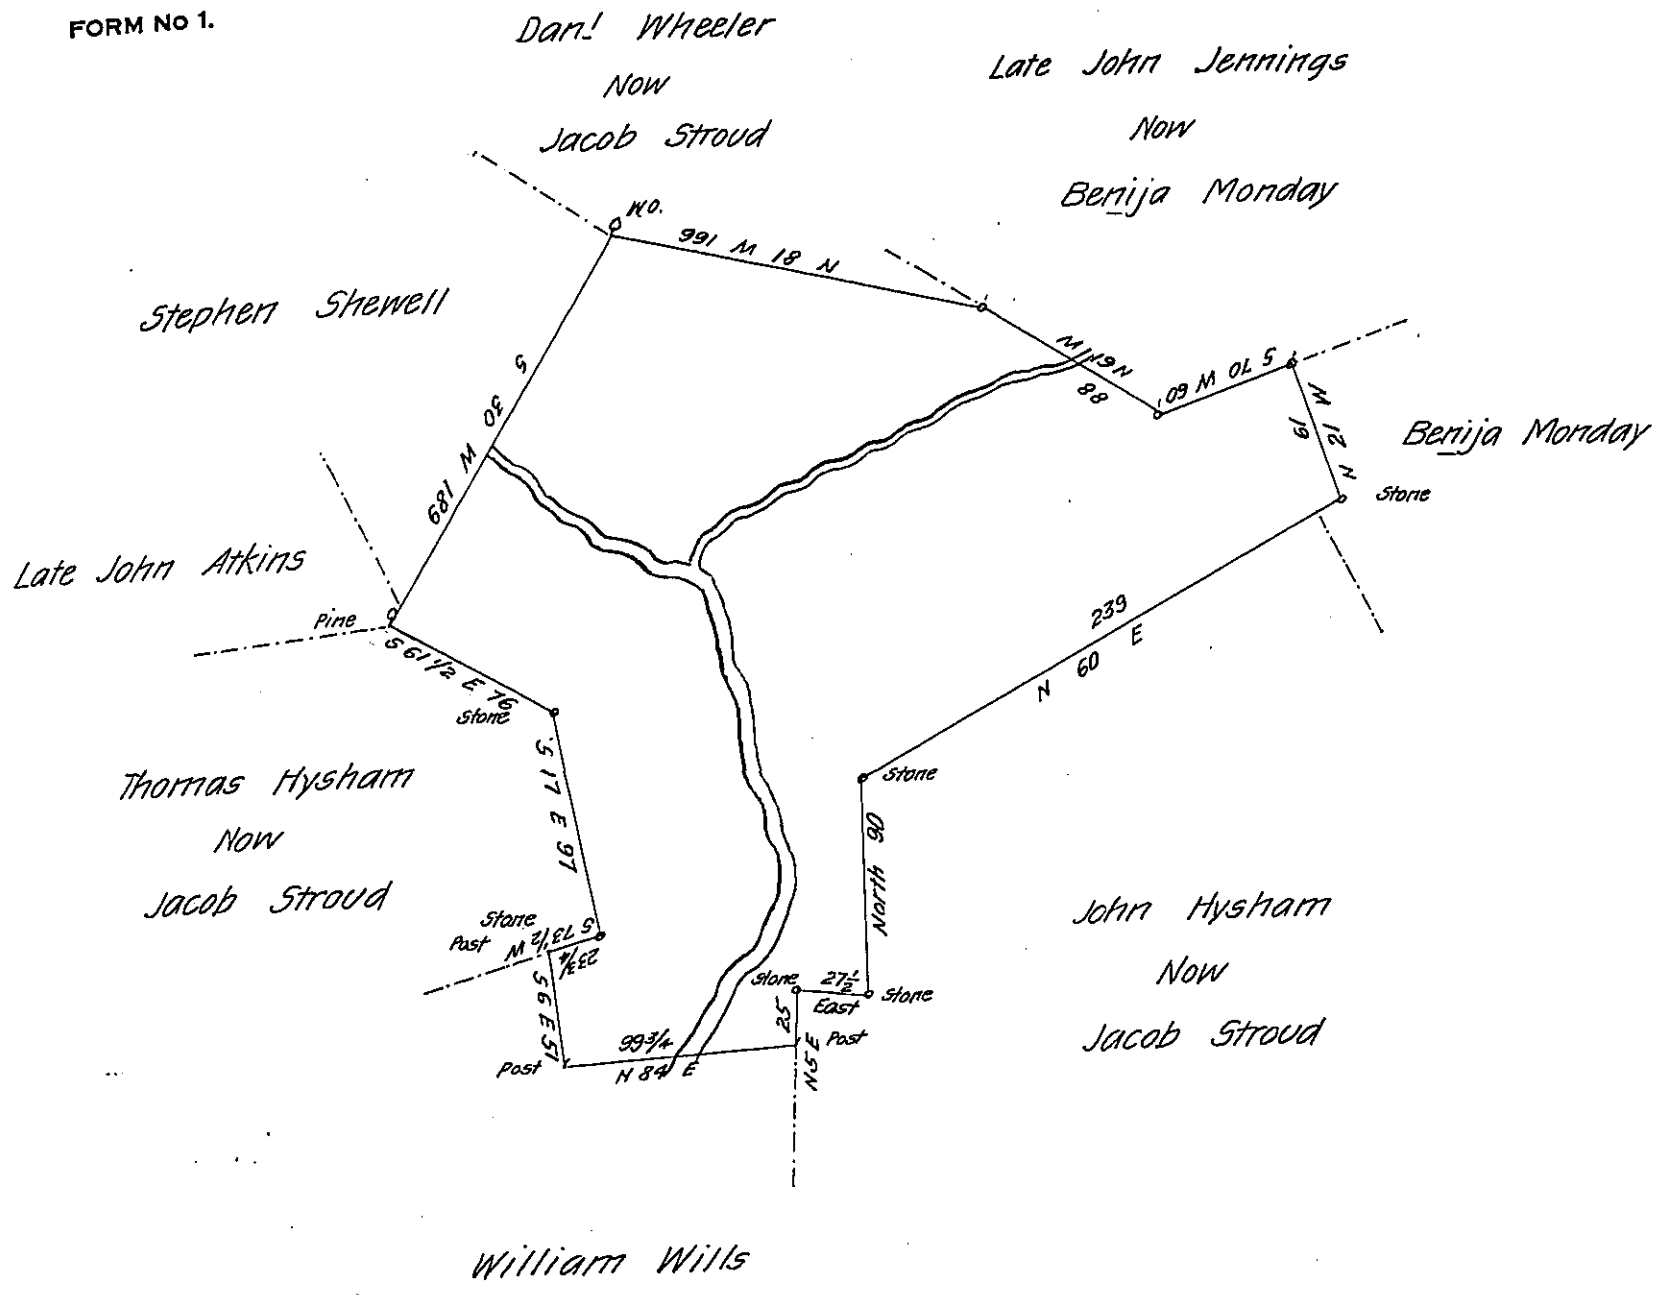 FORM No 1.
Danl Wheeler
Now
Jacob Stroud
Late John Jennings
Now
Benija Monday
W.O.
N 81 W 166
Stephen Shewell
S 30 W 189
N 61 W
88
S 70 W 60
N 21 W
61
Benija Monday
Stone
Late John Atkins
Pine
S 61 1/2 E 76
Stone
239
N 60 E
Thomas Hysham
Now
Jacob Stroud
S 17 E 97
Stone
North 90
John Hysham
Now
Jacob Stroud
Stone
Post
S 73 1/2 W
23 3/4
S 6 E 51
Post
99 3/4
N 84 E
Stone
27 1/2
East
Stone
25
N 5 E
Post
William Wills